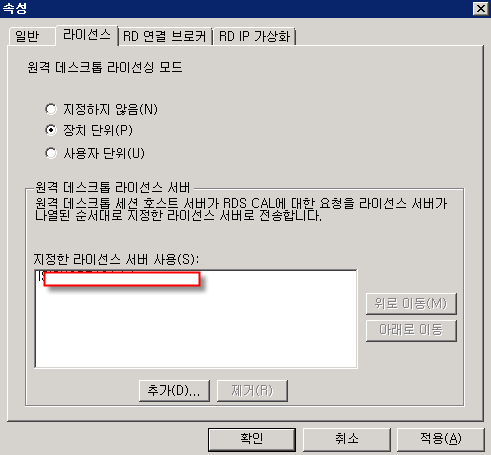 속성
일반
라이선스
RD 연결 브로커
RD IP 가상화
원격 데스크톱 라이선싱 모드
지정하지 않음(N)
장치 단위(P)
사용자 단위(U)
원격 데스크톱 라이선스 서버
원격 데스크톱 세션 호스트 서버가 RDS CAL에 대한 요청을 라이선스 서버가
나열된 순서대로 지정한 라이선스 서버로 전송합니다.
지정한 라이선스 서버 사용(S):
위로 이동(M)
아래로 이동
추가(D)...
제거(R)
확인
취소
적용(A)